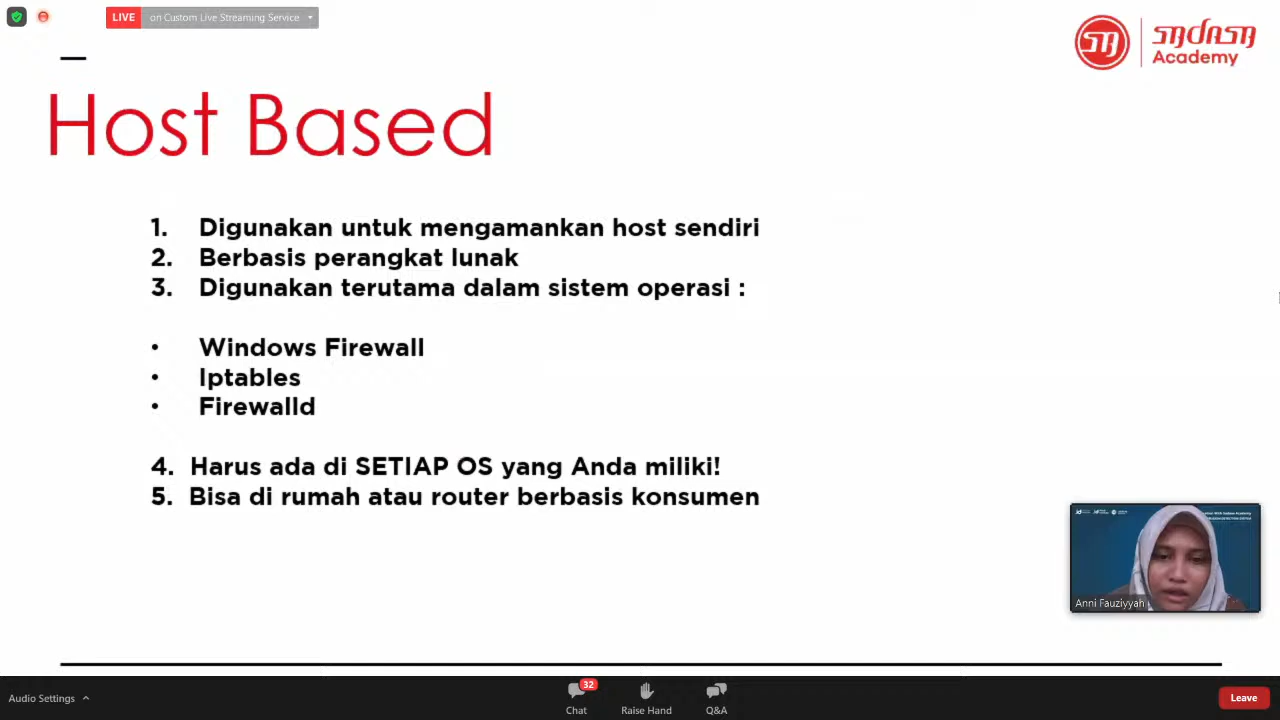 LIVE on Custom Live Streaming Service
SADASA
Academy
Host Based
1. Digunakan untuk mengamankan host sendiri
2. Berbasis perangkat lunak
3. Digunakan terutama dalam sistem operasi :
• Windows Firewall
• Iptables
• Firewalld
4. Harus ada di SETIAP OS yang Anda miliki!
5. Bisa di rumah atau router berbasis konsumen
Anni Fauziyyah
Audio Settings
32
Chat
Raise Hand
Q&A
Leave